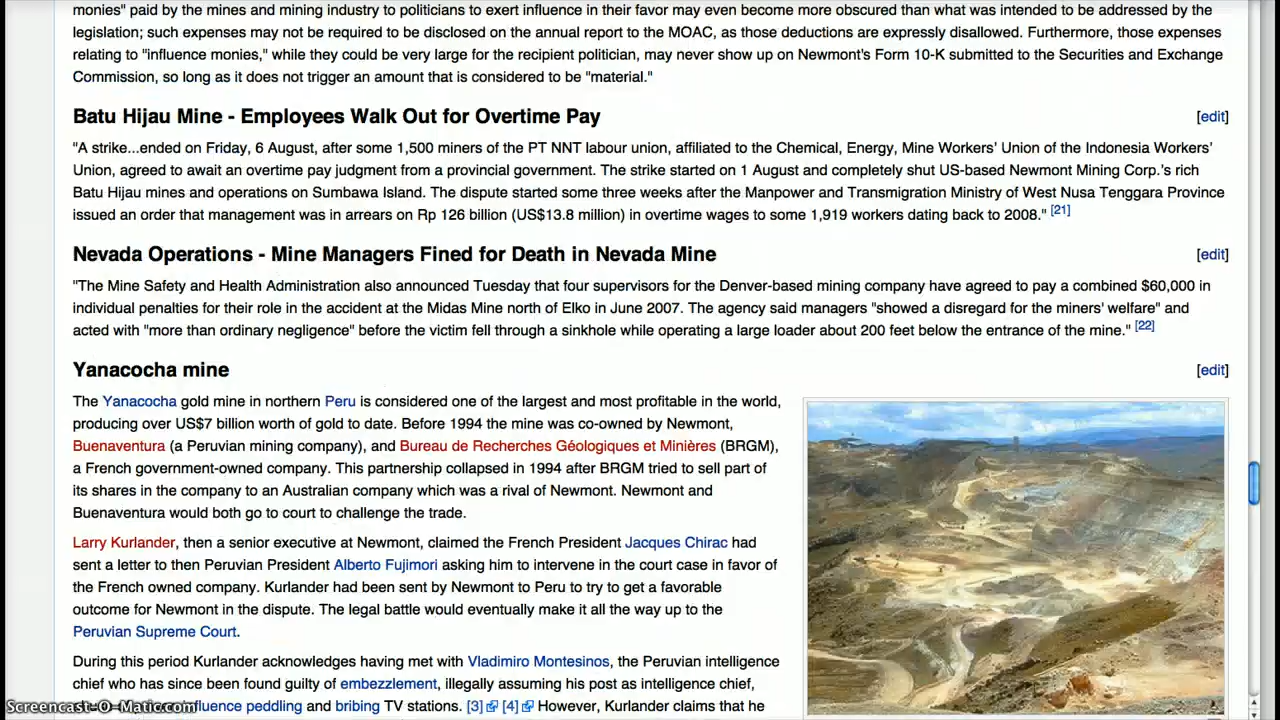 monies" paid by the mines and mining industry to politicians to exert influence in their favor may even become more obscured than what was intended to be addressed by the
legislation; such expenses may not be required to be disclosed on the annual report to the MOAC, as those deductions are expressly disallowed. Furthermore, those expenses
relating to "influence monies," while they could be very large for the recipient politician, may never show up on Newmont's Form 10-K submitted to the Securities and Exchange
Commission, so long as it does not trigger an amount that is considered to be "material."
Batu Hijau Mine - Employees Walk Out for Overtime Pay [edit]
"A strike...ended on Friday, 6 August, after some 1,500 miners of the PT NNT labour union, affiliated to the Chemical, Energy, Mine Workers' Union of the Indonesia Workers'
Union, agreed to await an overtime pay judgment from a provincial government. The strike started on 1 August and completely shut US-based Newmont Mining Corp.'s rich
Batu Hijau mines and operations on Sumbawa Island. The dispute started some three weeks after the Manpower and Transmigration Ministry of West Nusa Tenggara Province
issued an order that management was in arrears on Rp 126 billion (US$13.8 million) in overtime wages to some 1,919 workers dating back to 2008." [21]
Nevada Operations - Mine Managers Fined for Death in Nevada Mine [edit]
"The Mine Safety and Health Administration also announced Tuesday that four supervisors for the Denver-based mining company have agreed to pay a combined $60,000 in
individual penalties for their role in the accident at the Midas Mine north of Elko in June 2007. The agency said managers "showed a disregard for the miners' welfare" and
acted with "more than ordinary negligence" before the victim fell through a sinkhole while operating a large loader about 200 feet below the entrance of the mine." [22]
Yanacocha mine [edit]
The Yanacocha gold mine in northern Peru is considered one of the largest and most profitable in the world,
producing over US$7 billion worth of gold to date. Before 1994 the mine was co-owned by Newmont,
Buenaventura (a Peruvian mining company), and Bureau de Recherches Géologiques et Minières (BRGM),
a French government-owned company. This partnership collapsed in 1994 after BRGM tried to sell part of
its shares in the company to an Australian company which was a rival of Newmont. Newmont and
Buenaventura would both go to court to challenge the trade.
Larry Kurlander, then a senior executive at Newmont, claimed the French President Jacques Chirac had
sent a letter to then Peruvian President Alberto Fujimori asking him to intervene in the court case in favor of
the French owned company. Kurlander had been sent by Newmont to Peru to try to get a favorable
outcome for Newmont in the dispute. The legal battle would eventually make it all the way up to the
Peruvian Supreme Court.
During this period Kurlander acknowledges having met with Vladimiro Montesinos, the Peruvian intelligence
chief who has since been found guilty of embezzlement, illegally assuming his post as intelligence chief,
peddling and bribing TV stations. [3] [4] However, Kurlander claims that he
Screencast-O-Matic.com